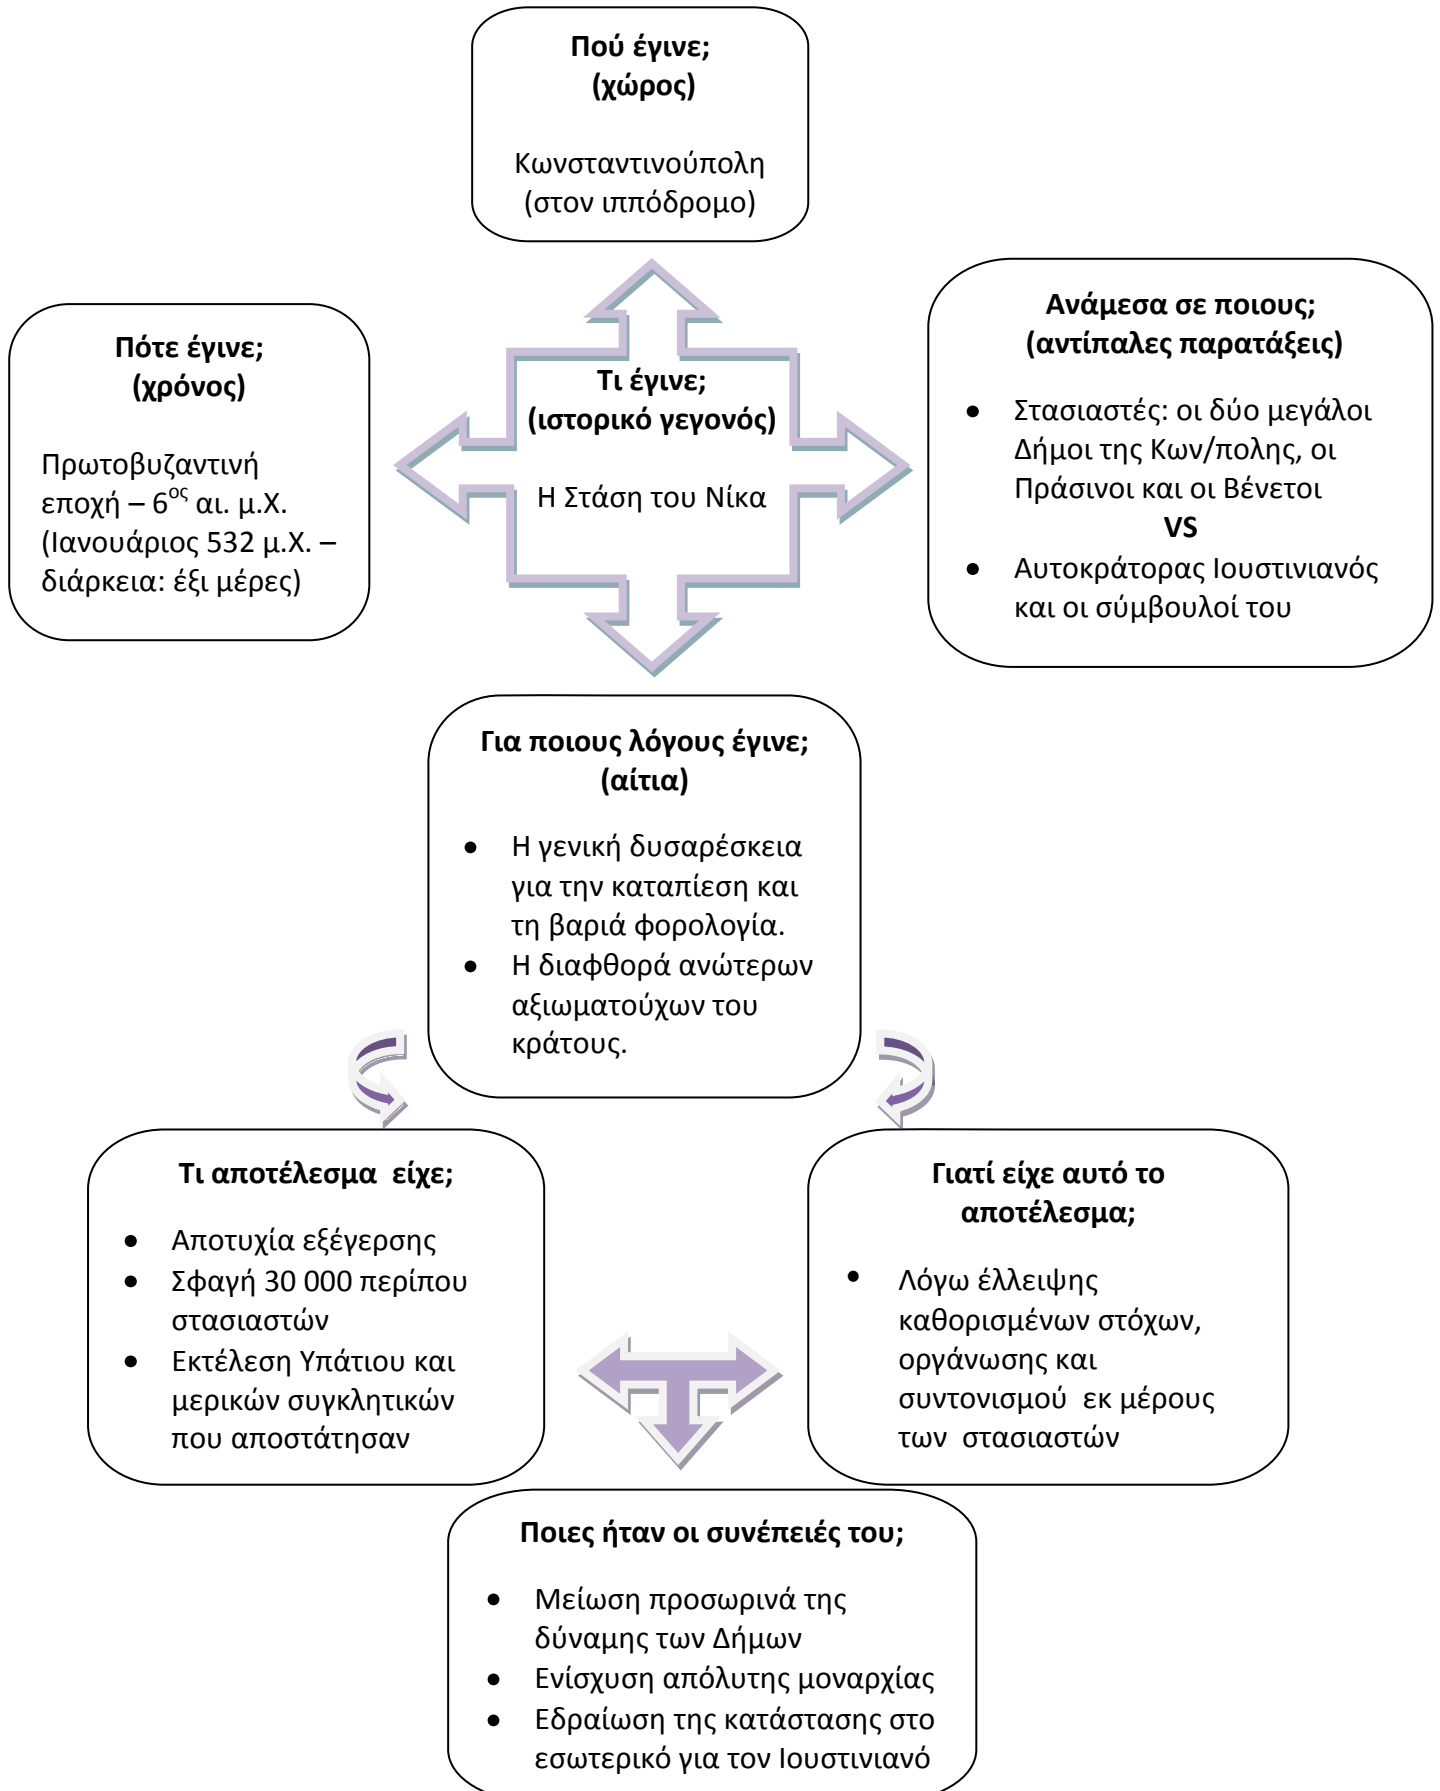 Πού έγινε;
(χώρος)
Κωνσταντινούπολη
(στον ιππόδρομο)
Πότε έγινε;
(χρόνος)
Πρωτοβυζαντινή
εποχή – 6ος αι. μ.Χ.
(Ιανουάριος 532 μ.Χ. –
διάρκεια: έξι μέρες)
Τι έγινε;
(ιστορικό γεγονός)
Η Στάση του Νίκα
Ανάμεσα σε ποιους;
(αντίπαλες παρατάξεις)
• Στασιαστές: οι δύο μεγάλοι
Δήμοι της Κων/πολης, οι
Πράσινοι και οι Βένετοι
VS
• Αυτοκράτορας Ιουστινιανός
και οι σύμβουλοί του
Για ποιους λόγους έγινε;
(αίτια)
• Η γενική δυσαρέσκεια
για την καταπίεση και
τη βαριά φορολογία.
• Η διαφθορά ανώτερων
αξιωματούχων του
κράτους.
Τι αποτέλεσμα είχε;
• Αποτυχία εξέγερσης
• Σφαγή 30 000 περίπου
στασιαστών
• Εκτέλεση Υπάτιου και
μερικών συγκλητικών
που αποστάτησαν
Γιατί είχε αυτό το
αποτέλεσμα;
• Λόγω έλλειψης
καθορισμένων στόχων,
οργάνωσης και
συντονισμού εκ μέρους
των στασιαστών
Ποιες ήταν οι συνέπειές του;
• Μείωση προσωρινά της
δύναμης των Δήμων
• Ενίσχυση απόλυτης μοναρχίας
• Εδραίωση της κατάστασης στο
εσωτερικό για τον Ιουστινιανό